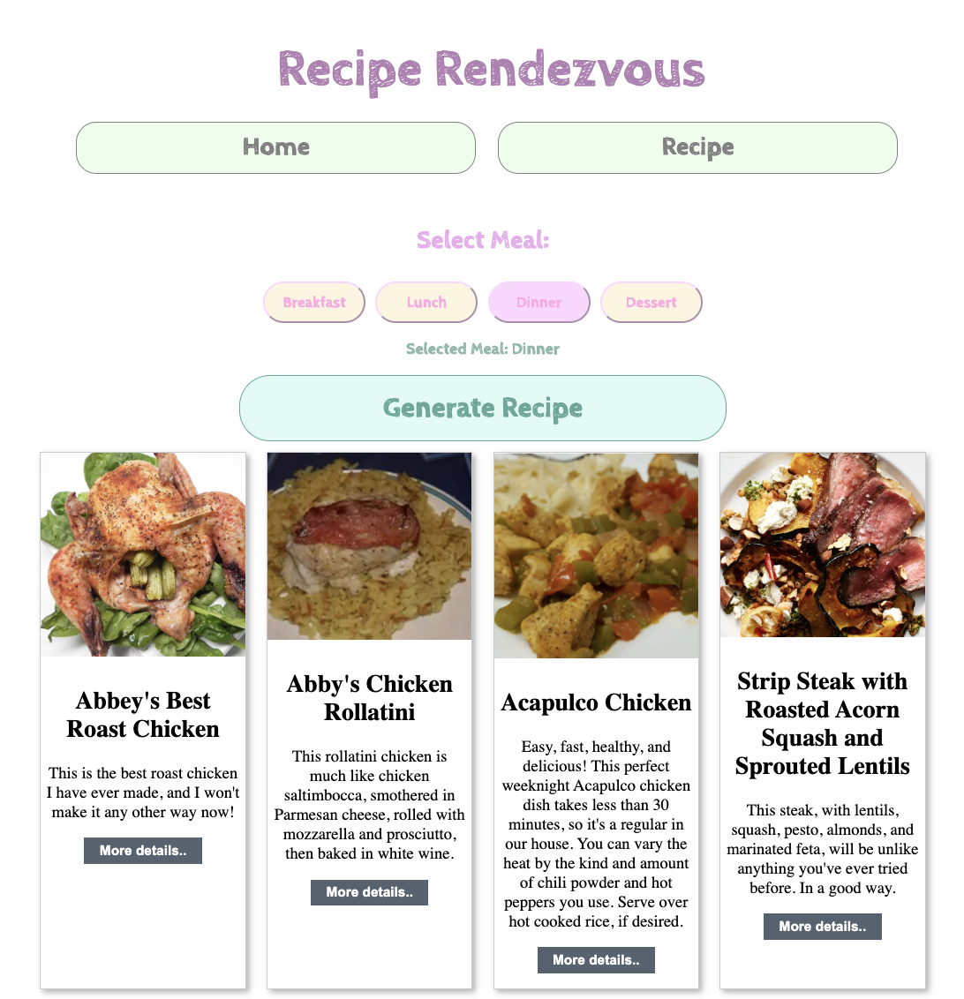 Recipe Rendezvous
Home
Recipe
Select Meal:
Breakfast
Lunch
Dinner
Dessert
Selected Meal: Dinner
Generate Recipe
Abbey's Best
Roast Chicken
This is the best roast chicken
I have ever made, and I won't
make it any other way now!
More details..
Abby's Chicken
Rollatini
This rollatini chicken is
much like chicken
saltimbocca, smothered in
Parmesan cheese, rolled with
mozzarella and prosciutto,
then baked in white wine.
More details..
Acapulco Chicken
Easy, fast, healthy, and
delicious! This perfect
weeknight Acapulco chicken
dish takes less than 30
minutes, so it's a regular in
our house. You can vary the
heat by the kind and amount
of chili powder and hot
peppers you use. Serve over
hot cooked rice, if desired.
More details..
Strip Steak with
Roasted Acorn
Squash and
Sprouted Lentils
This steak, with lentils,
squash, pesto, almonds, and
marinated feta, will be unlike
anything you've ever tried
before. In a good way.
More details..